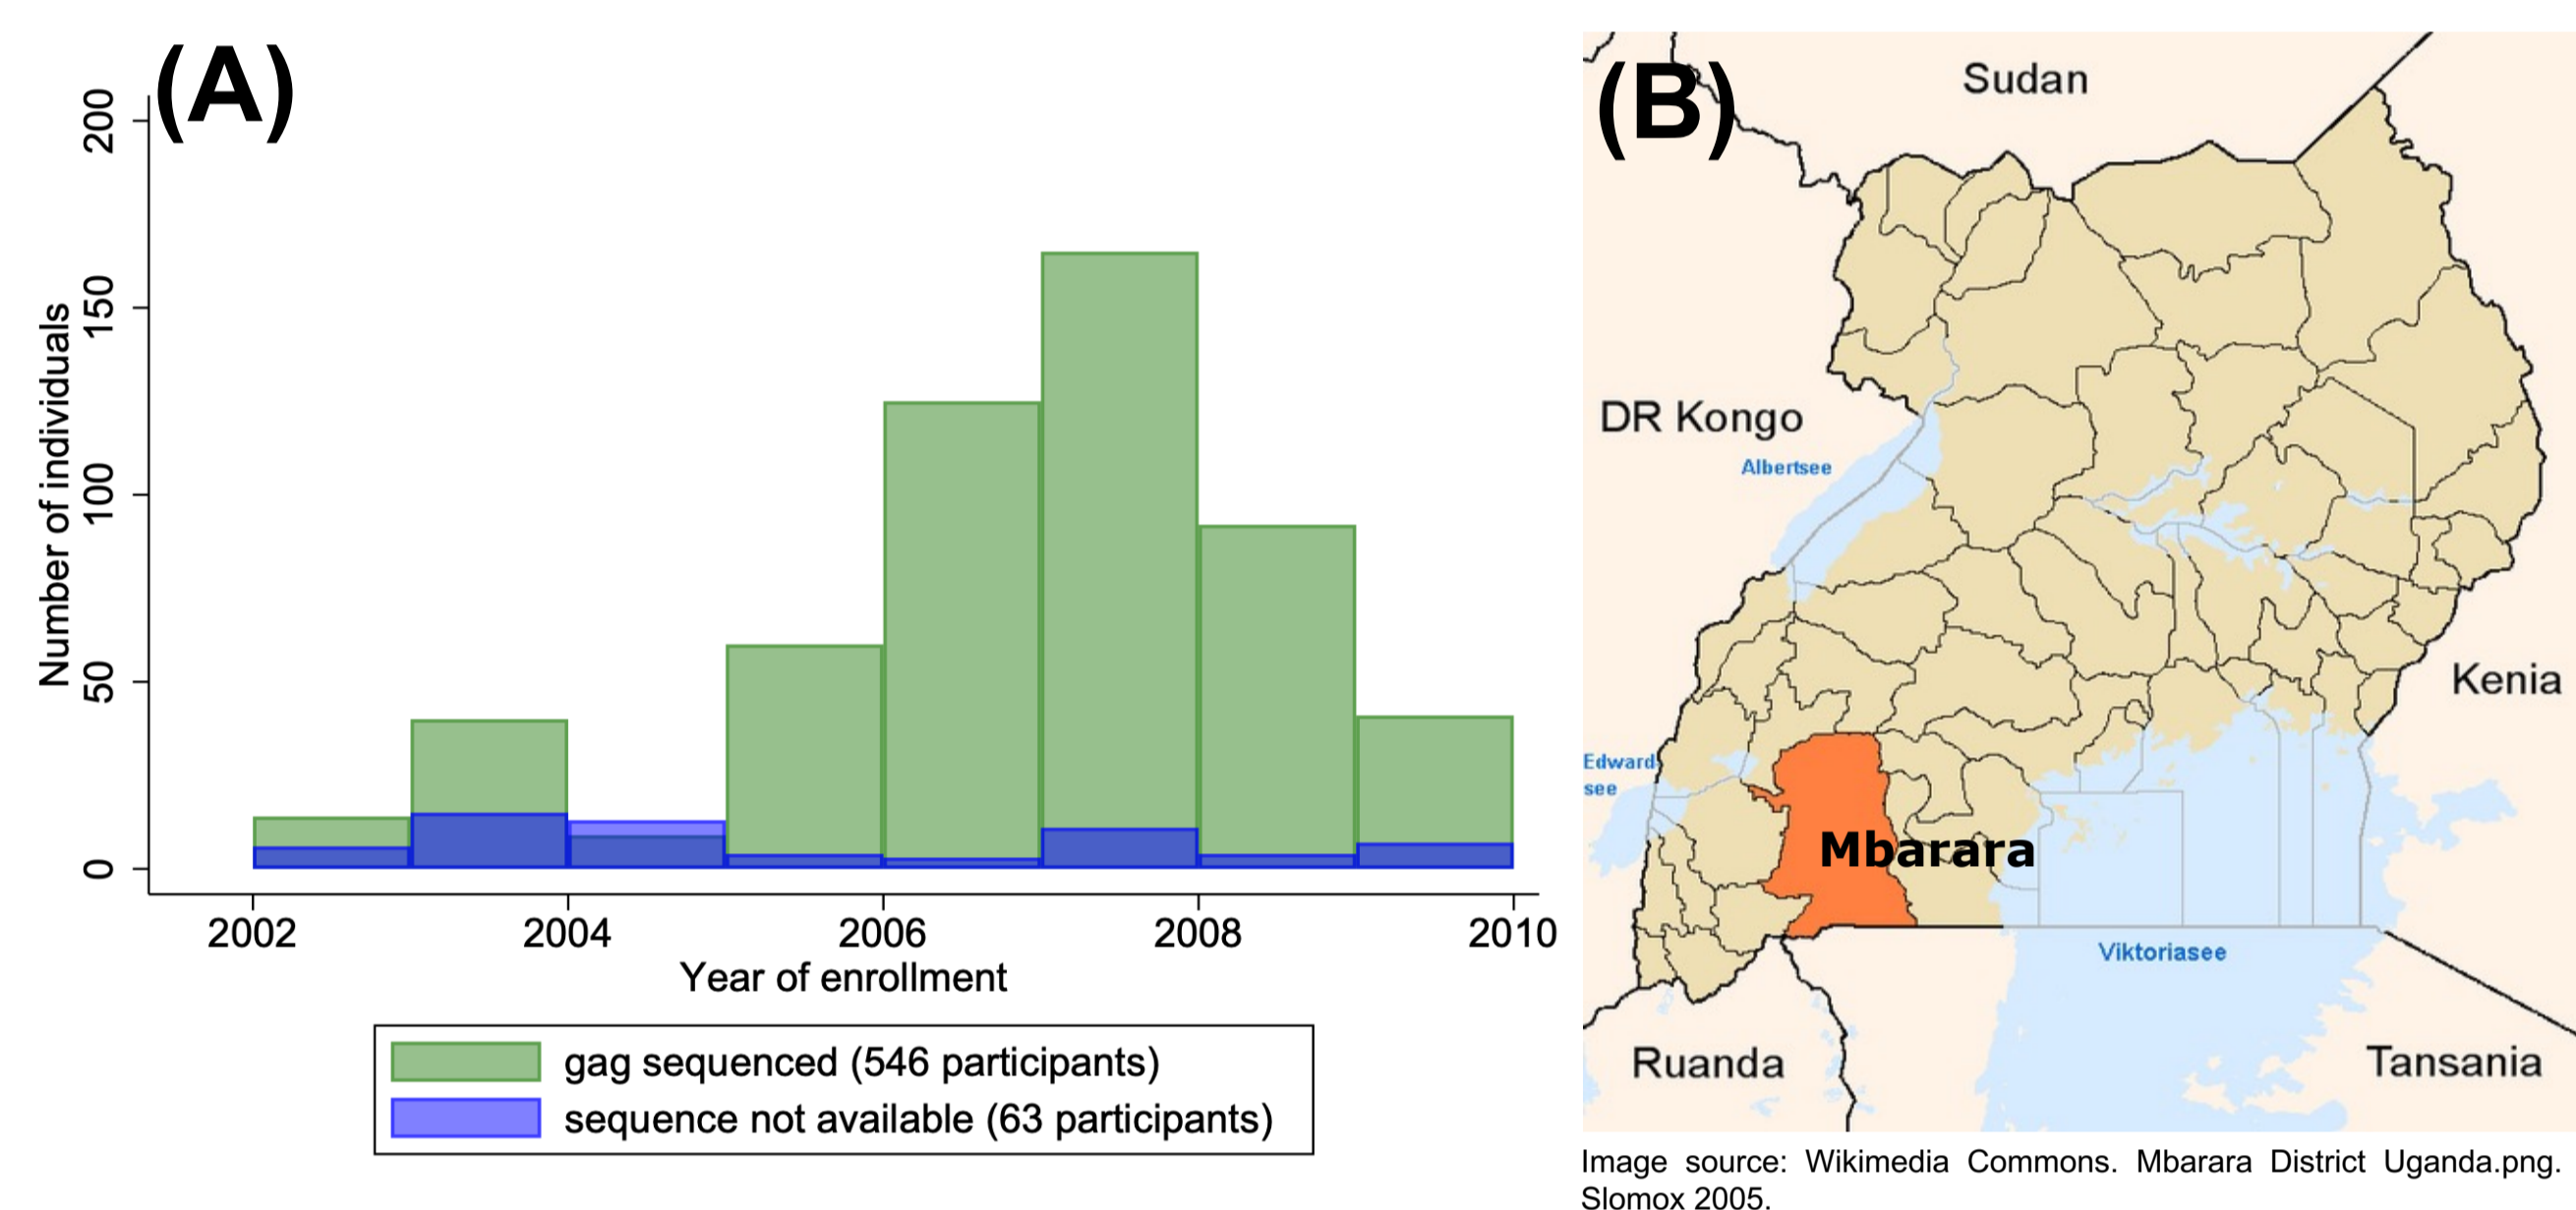 (A)
200
150
100
50
0
Number of individuals
2002
2004
2006
2008
2010
Year of enrollment
gag sequenced (546 participants)
sequence not available (63 participants)
(B)
Sudan
DR Kongo
Albertsee
Kenia
Edward-
see
Mbarara
Viktoriasee
Ruanda
Tansania
Image source: Wikimedia Commons. Mbarara District Uganda.png.
Slomox 2005.